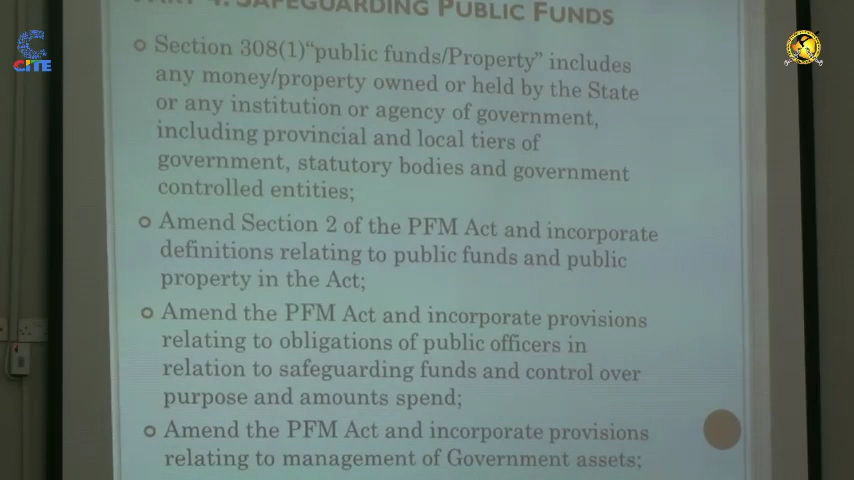 SAFEGUARDING PUBLIC FUNDS
Section 308(1)“public funds/Property” includes
any money/property owned or held by the State
or any institution or agency of government,
including provincial and local tiers of
government, statutory bodies and government
controlled entities;
Amend Section 2 of the PFM Act and incorporate
definitions relating to public funds and public
property in the Act;
Amend the PFM Act and incorporate provisions
relating to obligations of public officers in
relation to safeguarding funds and control over
purpose and amounts spend;
Amend the PFM Act and incorporate provisions
relating to management of Government assets;
CITE